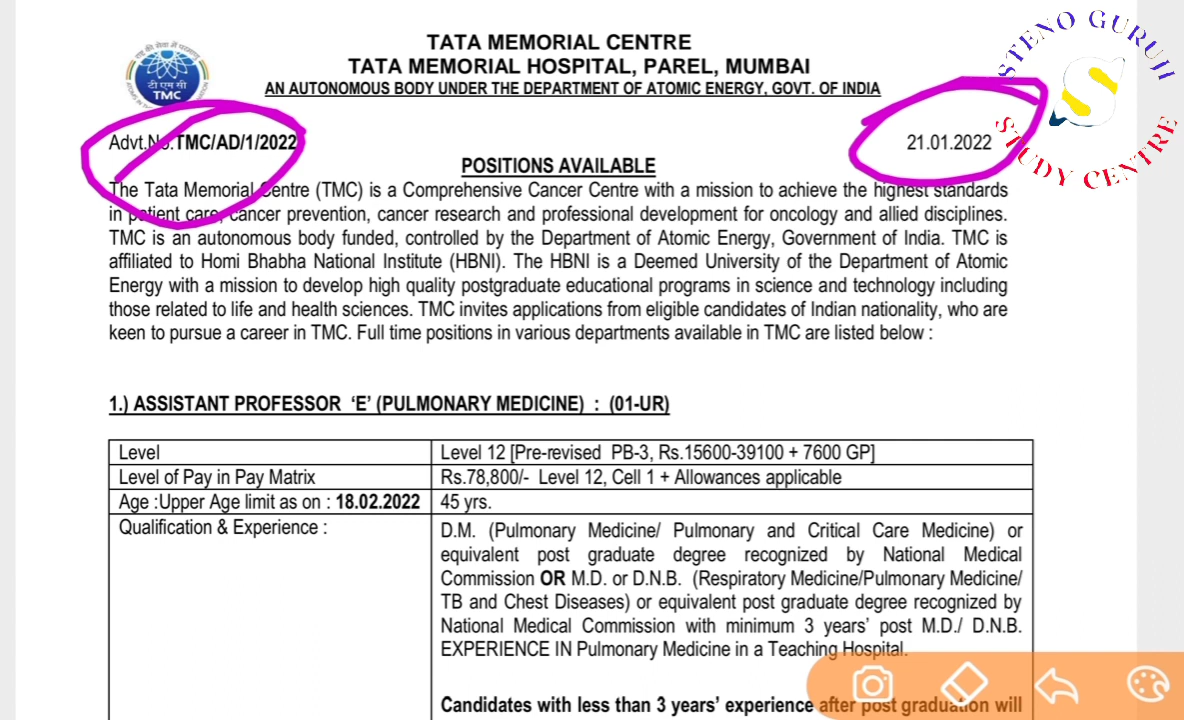 TATA MEMORIAL CENTRE
TATA MEMORIAL HOSPITAL, PAREL, MUMBAI
AN AUTONOMOUS BODY UNDER THE DEPARTMENT OF ATOMIC ENERGY, GOVT. OF INDIA
टी एम सी
TMC
STENO GURUH
STUDY CENTRE
S
Advt.No.TMC/AD/1/2022
21.01.2022
POSITIONS AVAILABLE
The Tata Memorial Centre (TMC) is a Comprehensive Cancer Centre with a mission to achieve the highest standards
in patient care, cancer prevention, cancer research and professional development for oncology and allied disciplines.
TMC is an autonomous body funded, controlled by the Department of Atomic Energy, Government of India. TMC is
affiliated to Homi Bhabha National Institute (HBNI). The HBNI is a Deemed University of the Department of Atomic
Energy with a mission to develop high quality postgraduate educational programs in science and technology including
those related to life and health sciences. TMC invites applications from eligible candidates of Indian nationality, who are
keen to pursue a career in TMC. Full time positions in various departments available in TMC are listed below :
1.) ASSISTANT PROFESSOR ‘E’ (PULMONARY MEDICINE) : (01-UR)
Level
Level 12 [Pre-revised PB-3, Rs.15600-39100 + 7600 GP]
Level of Pay in Pay Matrix
Rs.78,800/- Level 12, Cell 1 + Allowances applicable
Age :Upper Age limit as on : 18.02.2022
45 yrs.
Qualification & Experience :
D.M. (Pulmonary Medicine/ Pulmonary and Critical Care Medicine) or
equivalent post graduate degree recognized by National Medical
Commission OR M.D. or D.N.B. (Respiratory Medicine/Pulmonary Medicine/
TB and Chest Diseases) or equivalent post graduate degree recognized by
National Medical Commission with minimum 3 years’ post M.D./ D.N.B.
EXPERIENCE IN Pulmonary Medicine in a Teaching Hospital.
Candidates with less than 3 years’ experience after post graduation will